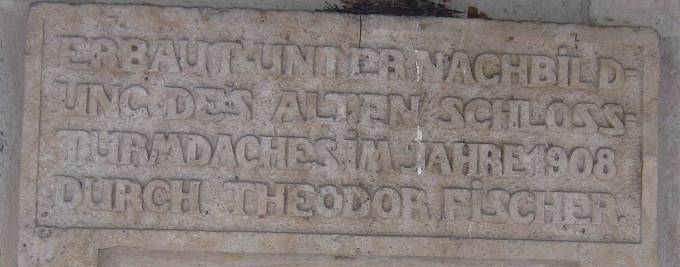 ERBAUT·UNTER NACHBILD=
UNG DES ALTEN SCHLOSS=
TURMDACHES IM JAHRE 1908
DURCH THEODOR FISCHER.